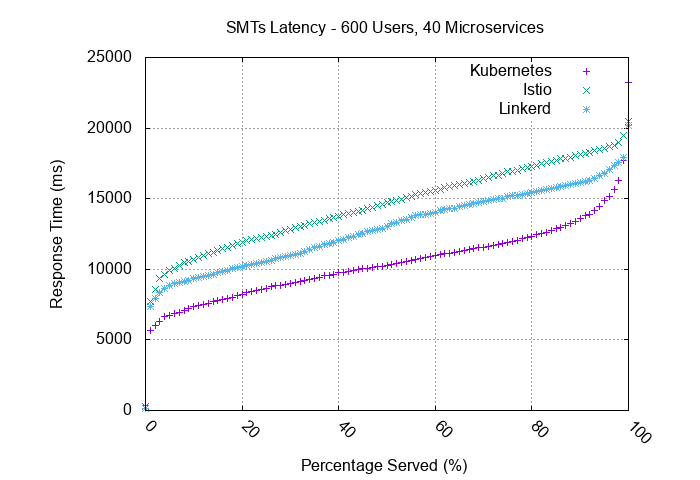 SMTs Latency - 600 Users, 40 Microservices
25000
20000
15000
10000
5000
0
Response Time (ms)
Kubernetes
Istio
Linkerd
0
20
40
60
80
100
Percentage Served (%)